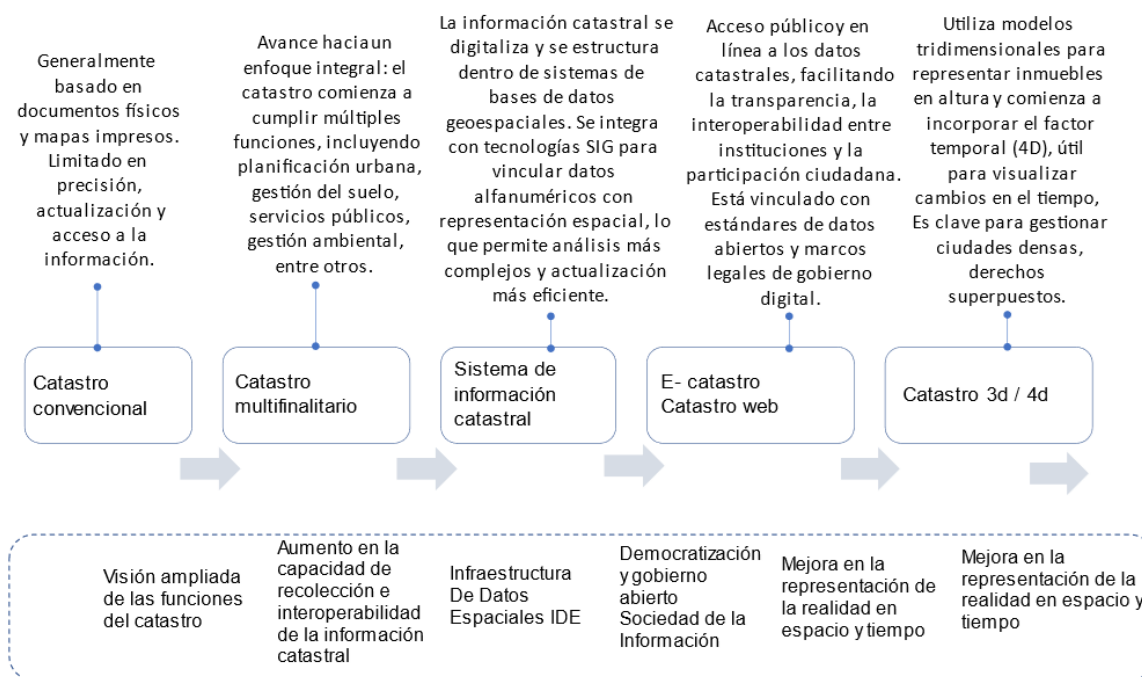 Generalmente
basado en
documentos físicos
y mapas impresos.
Limitado en
precisión,
actualización y
acceso a la
información.
Avance hacia un
enfoque integral: el
catastro comienza a
cumplir múltiples
funciones, incluyendo
planificación urbana,
gestión del suelo,
servicios públicos,
gestión ambiental,
entre otros.
La información catastral se
digitaliza y se estructura
dentro de sistemas de
bases de datos
geoespaciales. Se integra
con tecnologías SIG para
vincular datos
alfanuméricos con
representación espacial, lo
que permite análisis más
complejos y actualización
más eficiente.
Acceso público y en
línea a los datos
catastrales, facilitando
la transparencia, la
interoperabilidad entre
instituciones y la
participación ciudadana.
Está vinculado con
estándares de datos
abiertos y marcos
legales de gobierno
digital.
Utiliza modelos
tridimensionales para
representar inmuebles
en altura y comienza a
incorporar el factor
temporal (4D), útil
para visualizar
cambios en el tiempo,
Es clave para gestionar
ciudades densas,
derechos
superpuestos.
Catastro
convencional
Catastro
multifinalitario
Sistema de
información
catastral
E- catastro
Catastro web
Catastro 3d / 4d
Visión ampliada
de las funciones
del catastro
Aumento en la
capacidad de
recolección e
interoperabilidad
de la información
catastral
Infraestructura
De Datos
Espaciales IDE
Democratización
y gobierno
abierto
Sociedad de la
Información
Mejora en la
representación de
la realidad en
espacio y tiempo
Mejora en la
representación de la
realidad en espacio y
tiempo